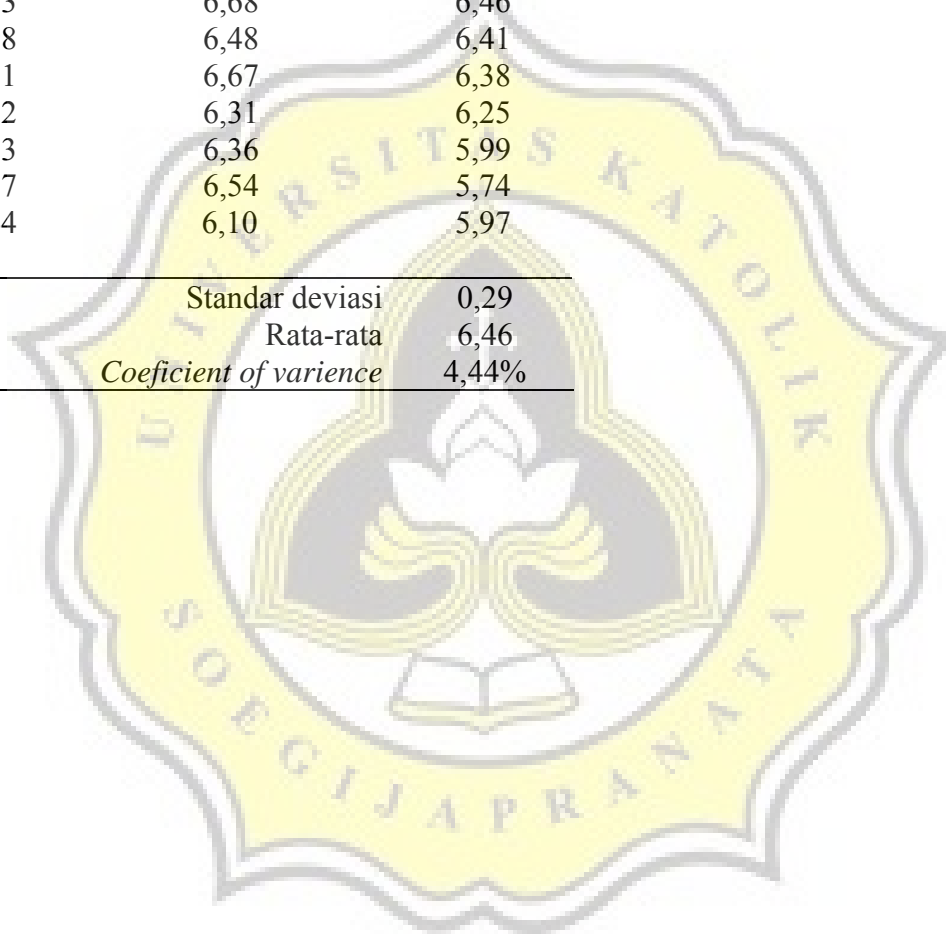 3 6,68 6,46
8 6,48 6,41
1 6,67 6,38
2 6,31 6,25
3 6,36 5,99
7 6,54 5,74
4 6,10 5,97
Standar deviasi 0,29
Rata-rata 6,46
Coeficient of varience 4,44%
UNIVERSITAS KATOLIK
SOEGIJAPRANATA